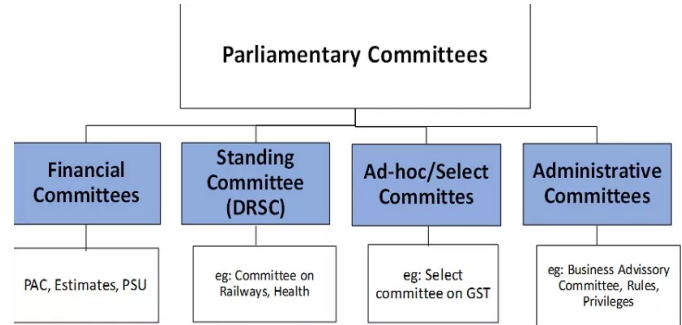 Parliamentary Committees
Financial
Committees
Standing
Committee
(DRSC)
Ad-hoc/Select
Committes
Administrative
Committees
PAC, Estimates, PSU
eg: Committee on
Railways, Health
eg: Select
committee on GST
eg: Business Advissory
Committee, Rules,
Privileges